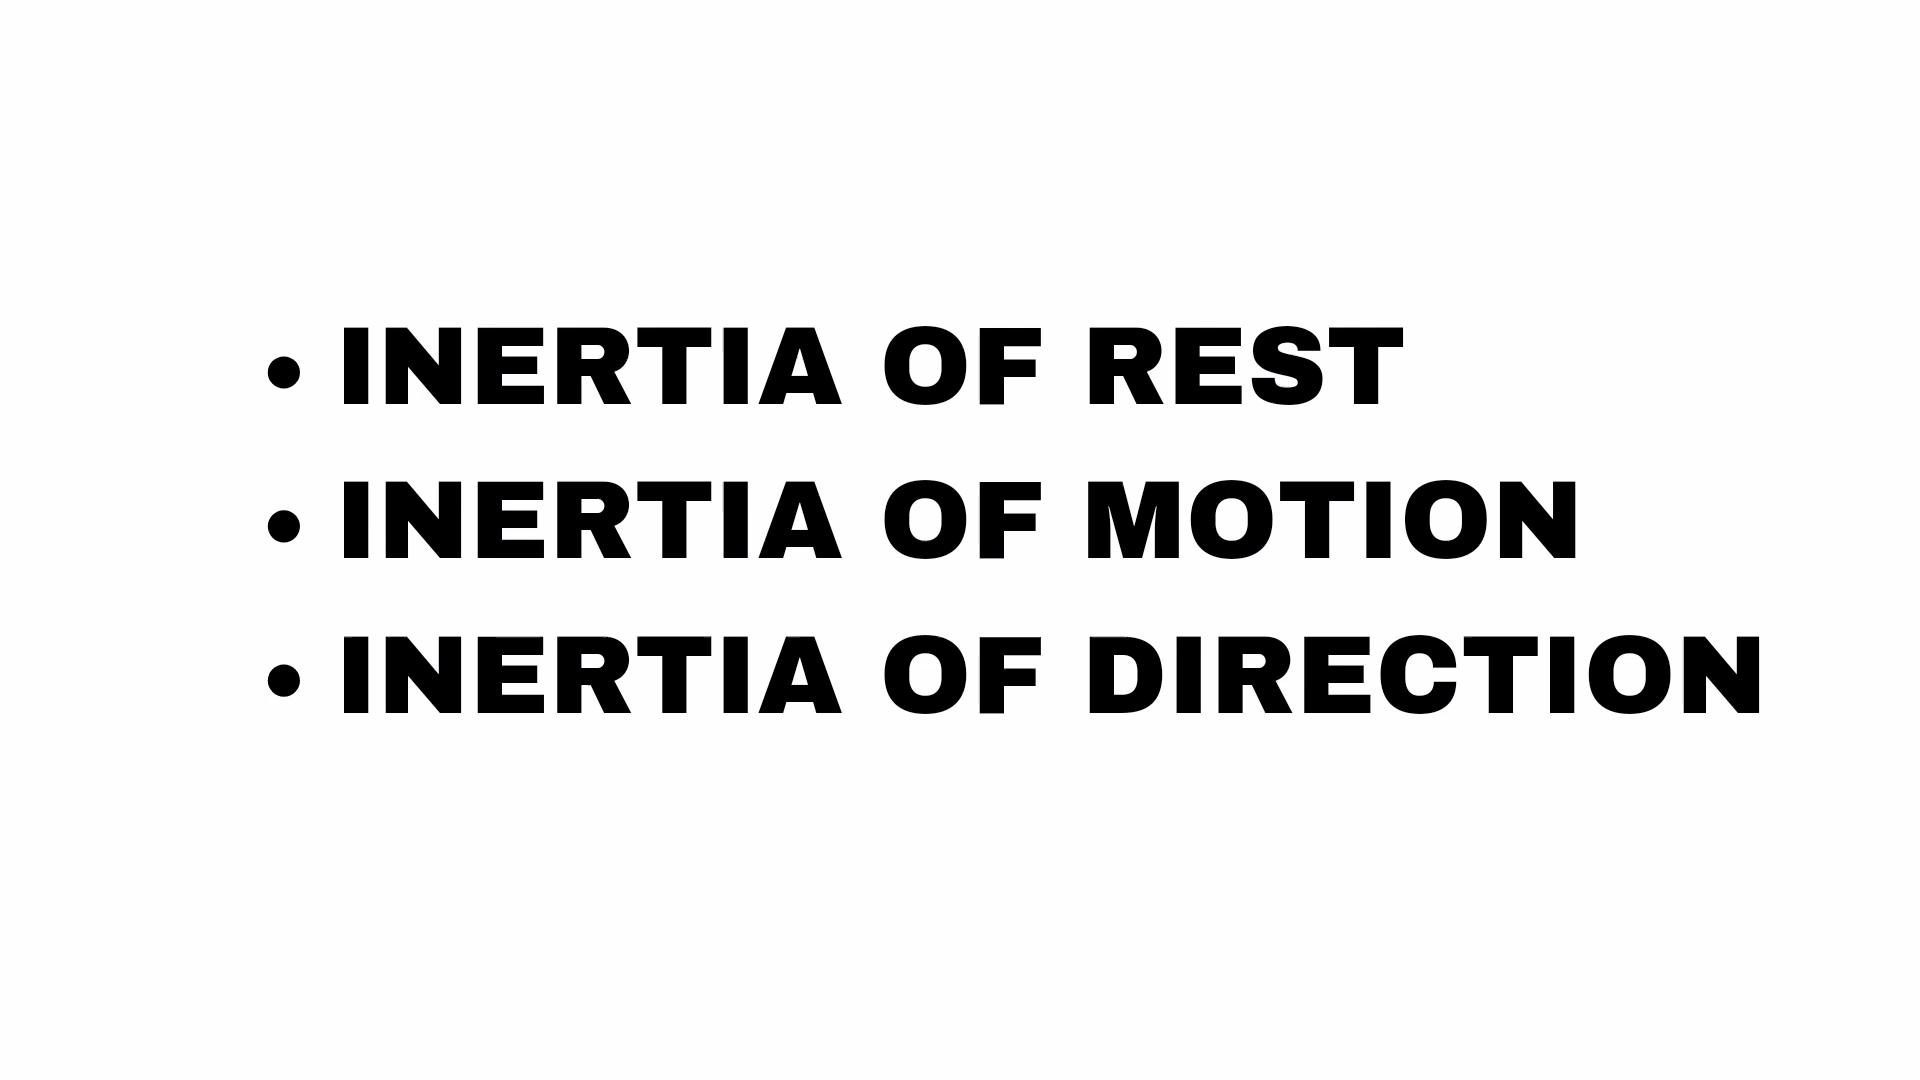 • INERTIA OF REST
• INERTIA OF MOTION
• INERTIA OF DIRECTION